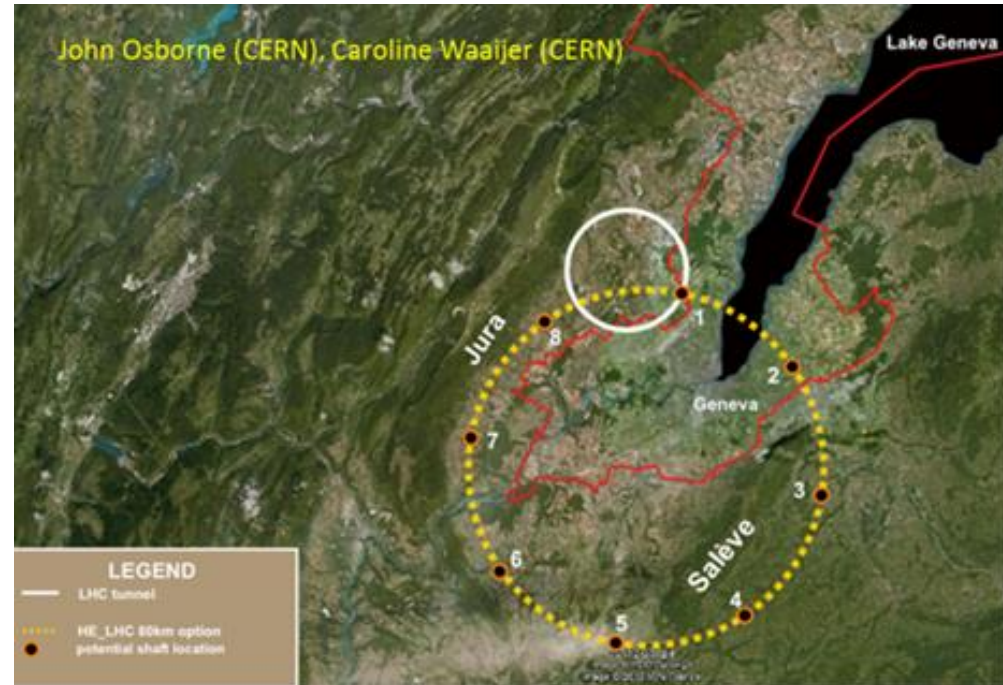 John Osborne (CERN), Caroline Waaijer (CERN)
Lake Geneva
1
8
Jura
2
Geneva
7
3
Salève
6
4
5
LEGEND
LHC tunnel
HE_LHC 80km option
potential shaft location